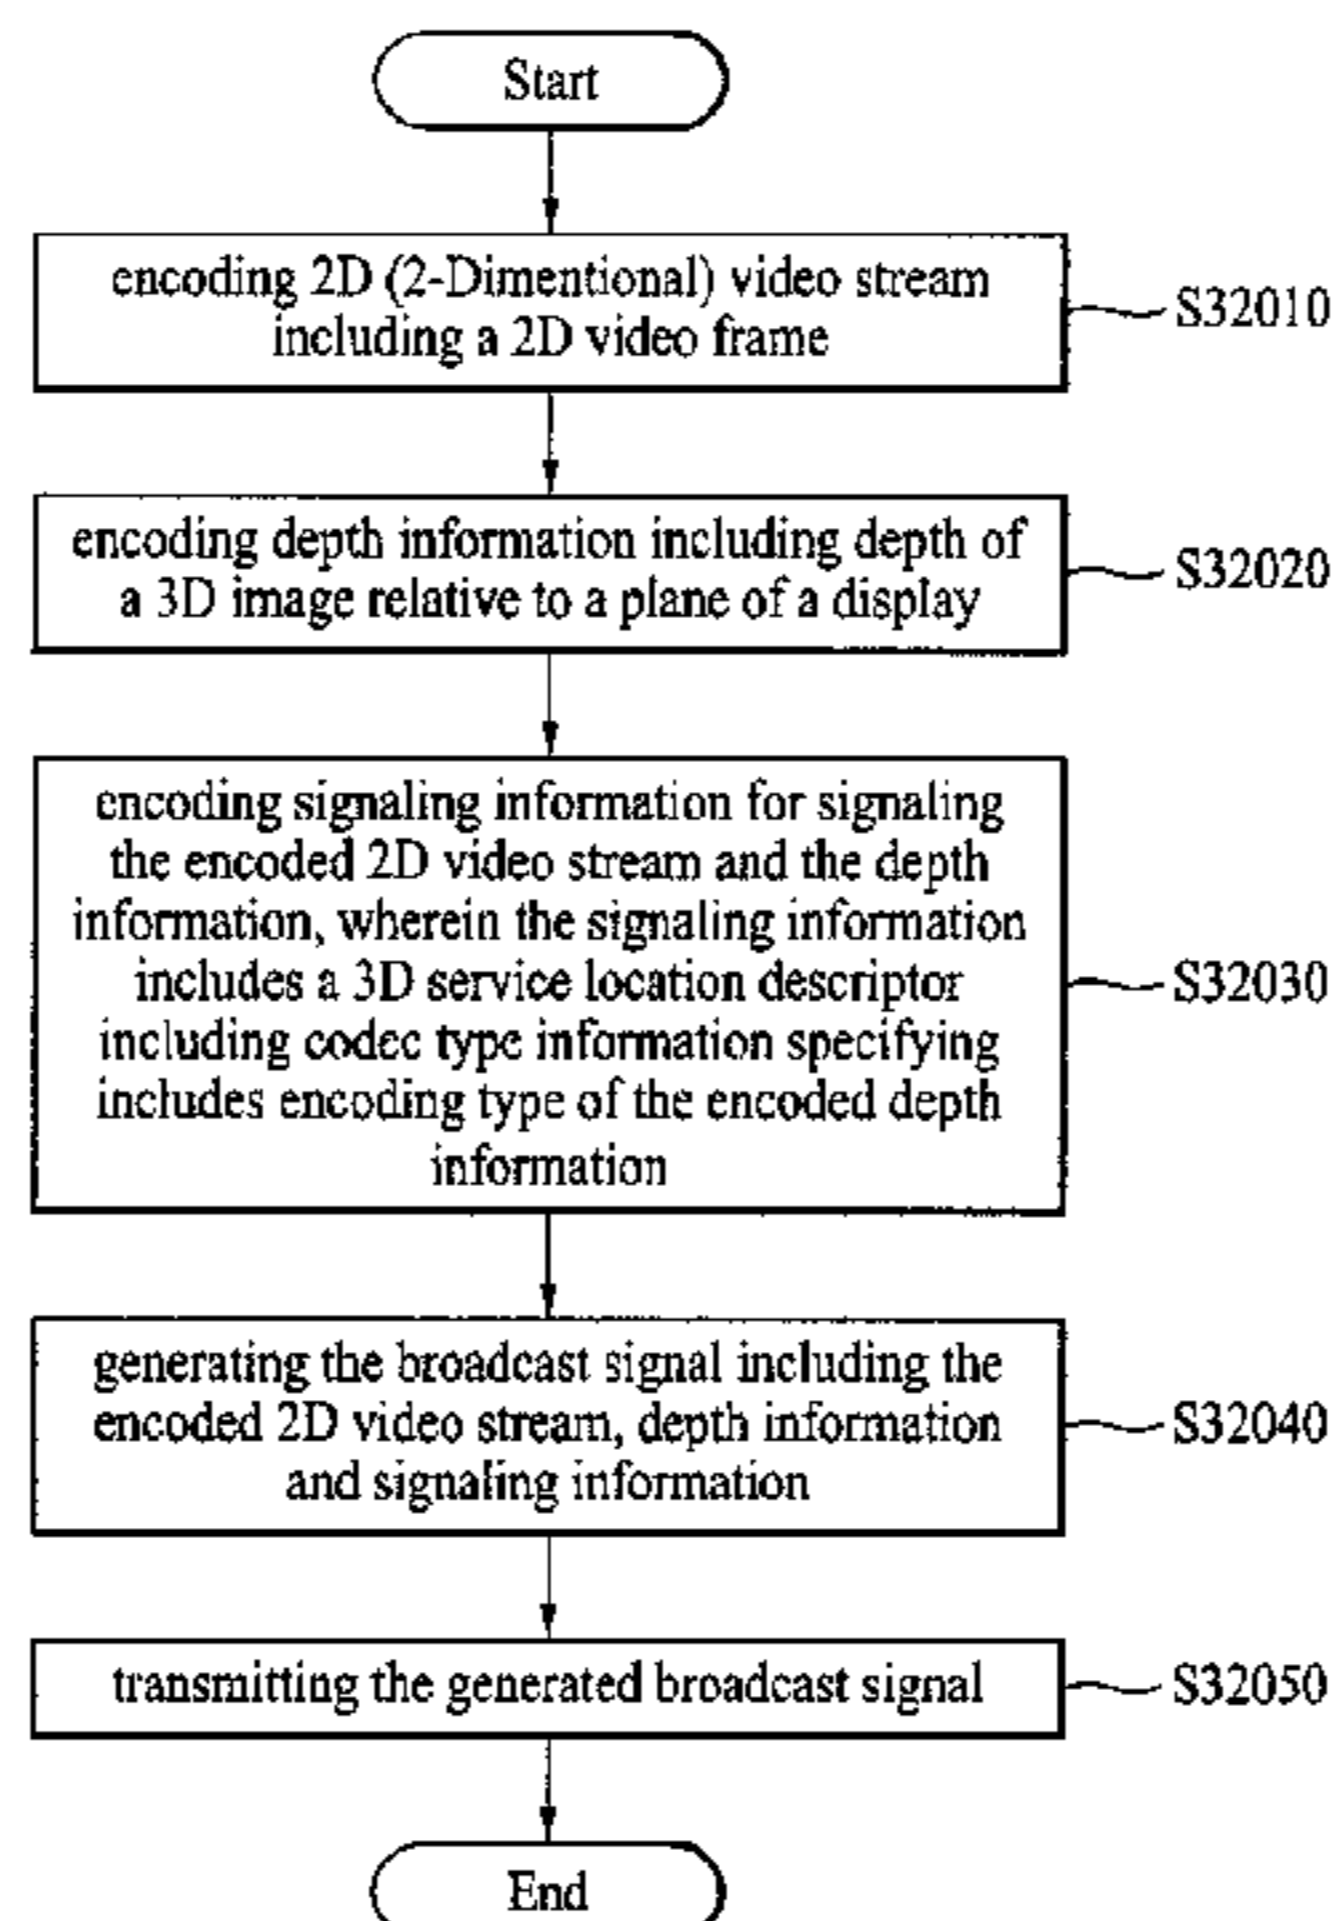 Start
encoding 2D (2-Dimentional) video stream
including a 2D video frame
S32010
encoding depth information including depth of
a 3D image relative to a plane of a display
S32020
encoding signaling information for signaling
the encoded 2D video stream and the depth
information, wherein the signaling information
includes a 3D service location descriptor
including codec type information specifying
includes encoding type of the encoded depth
information
S32030
generating the broadcast signal including the
encoded 2D video stream, depth information
and signaling information
S32040
transmitting the generated broadcast signal
S32050
End